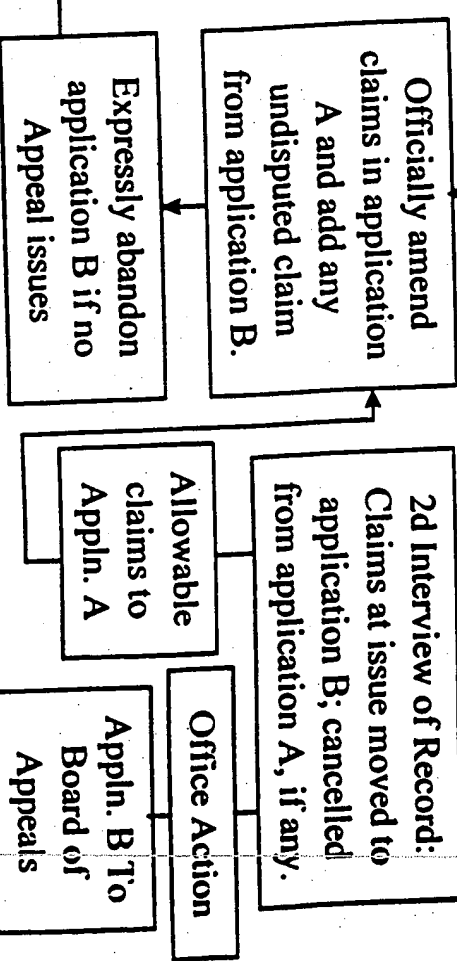 Officially amend
claims in application
A and add any
undisputed claim
from application B.
Expressly abandon
application B if no
Appeal issues
2d Interview of Record:
Claims at issue moved to
application B; cancelled
from application A, if any.
Allowable
claims to
Appln. A
Office Action
Appln. B To
Board of
Appeals